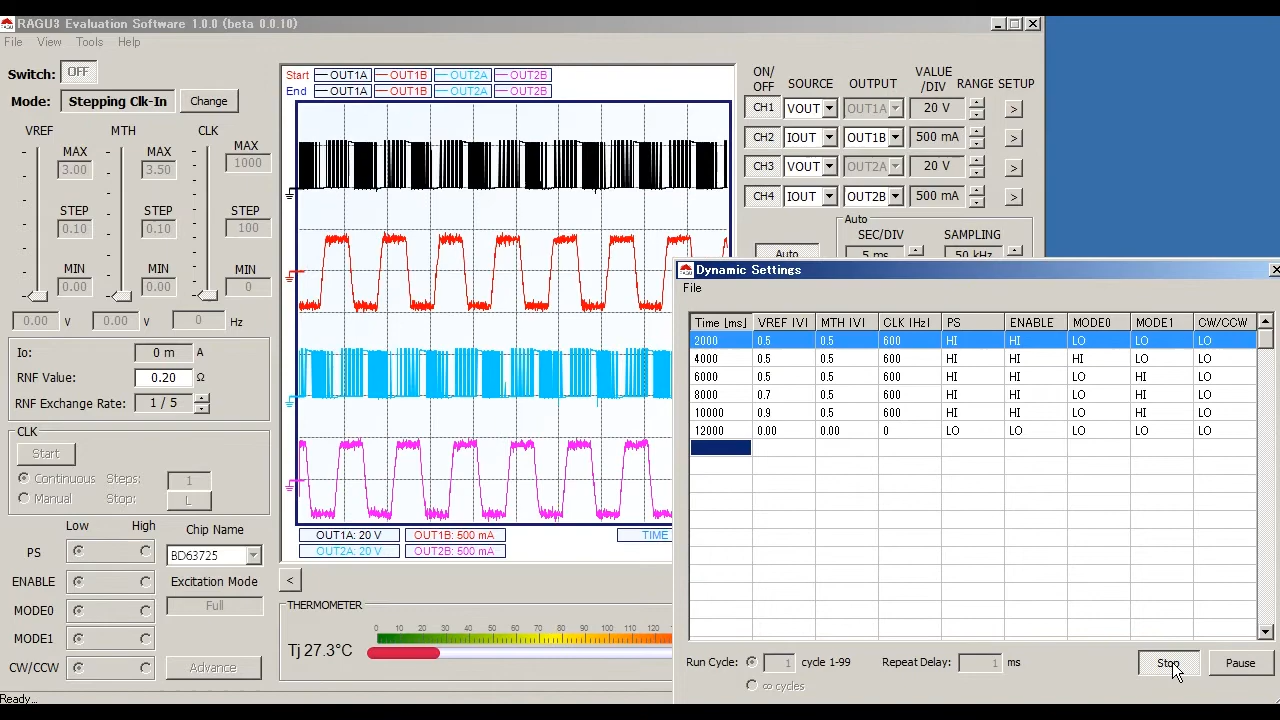 RAGU3 Evaluation Software 1.0.0 (beta 0.0.10)
File View Tools Help
Switch: OFF
Mode: Stepping Clk-In Change
VREF MTH CLK
MAX MAX MAX
3.00 3.50 1000
STEP STEP STEP
0.10 0.10 100
MIN MIN MIN
0.00 0.00 0
0.00 V 0.00 V 0 Hz
Io: 0 m A
RNF Value: 0.20 Ω
RNF Exchange Rate: 1 / 5
CLK
Start
Continuous Steps: 1
Manual Stop: L
Low High Chip Name
PS BD63725
ENABLE Excitation Mode
MODE0 Full
MODE1
CW/CCW Advance
Ready...
Start OUT1A OUT1B OUT2A OUT2B
End OUT1A OUT1B OUT2A OUT2B
OUT1A: 20 V OUT1B: 500 mA TIME
OUT2A: 20 V OUT2B: 500 mA
<
THERMOMETER
0 10 20 30 40 50 60 70 80 90 100 110 120
Tj 27.3°C
ON/OFF SOURCE OUTPUT VALUE/DIV RANGE SETUP
CH1 VOUT OUT1A 20 V >
CH2 IOUT OUT1B 500 mA >
CH3 VOUT OUT2A 20 V >
CH4 IOUT OUT2B 500 mA >
Auto
SEC/DIV SAMPLING
Auto 5 ms 50 kHz
Dynamic Settings
File
Time [ms] VREF [V] MTH [V] CLK [Hz] PS ENABLE MODE0 MODE1 CW/CCW
2000 0.5 0.5 600 HI HI LO LO LO
4000 0.5 0.5 600 HI HI HI LO LO
6000 0.5 0.5 600 HI HI LO HI LO
8000 0.7 0.5 600 HI HI LO HI LO
10000 0.9 0.5 600 HI HI LO HI LO
12000 0.00 0.00 0 LO LO LO LO LO
Run Cycle: 1 cycle 1-99 Repeat Delay: 1 ms Stop Pause
∞ cycles